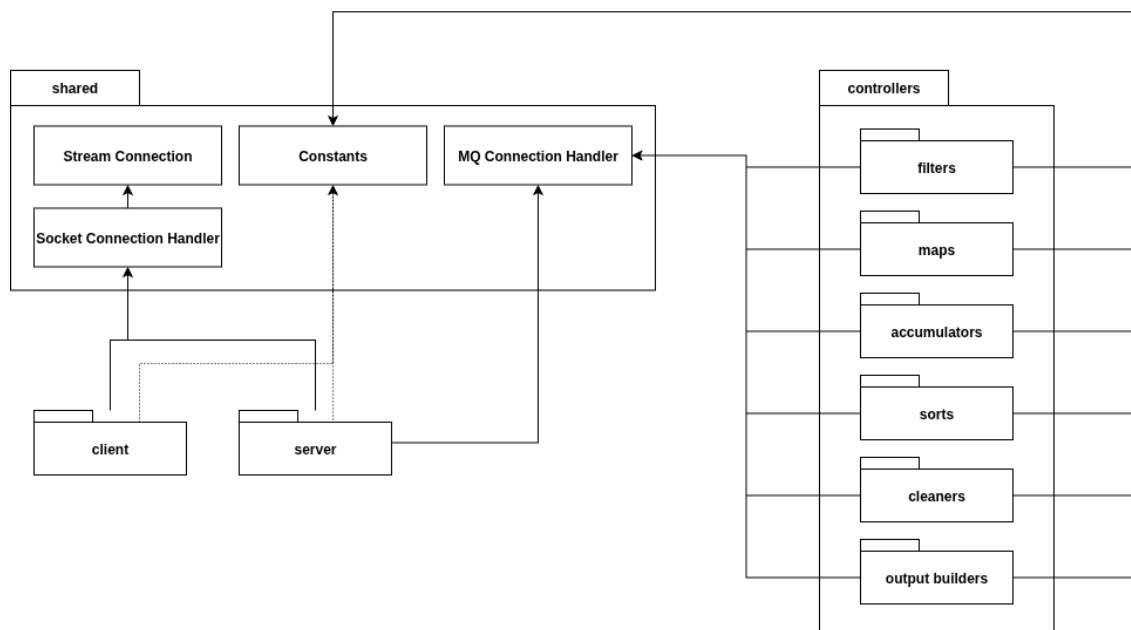 shared
controllers
Stream Connection
Constants
MQ Connection Handler
Socket Connection Handler
filters
maps
accumulators
sorts
cleaners
output builders
client
server